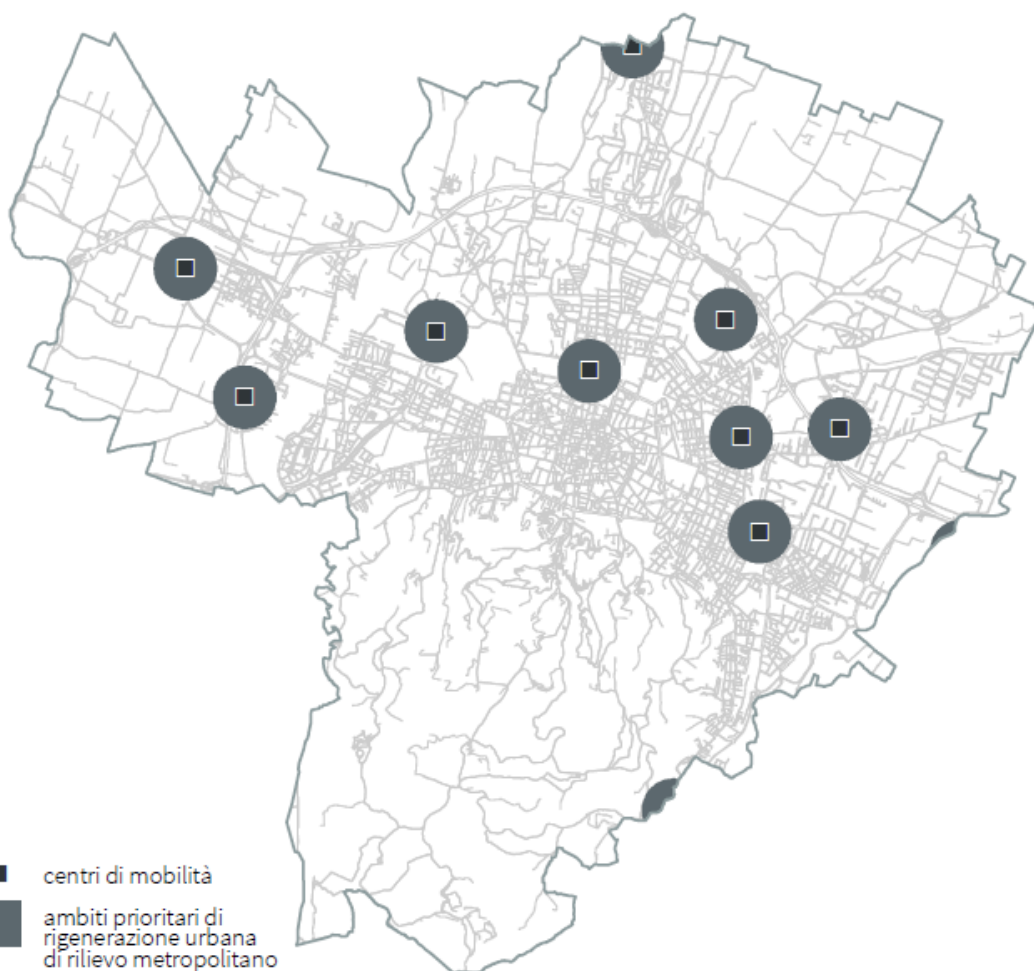 centri di mobilità
ambiti prioritari di
rigenerazione urbana
di rilievo metropolitano